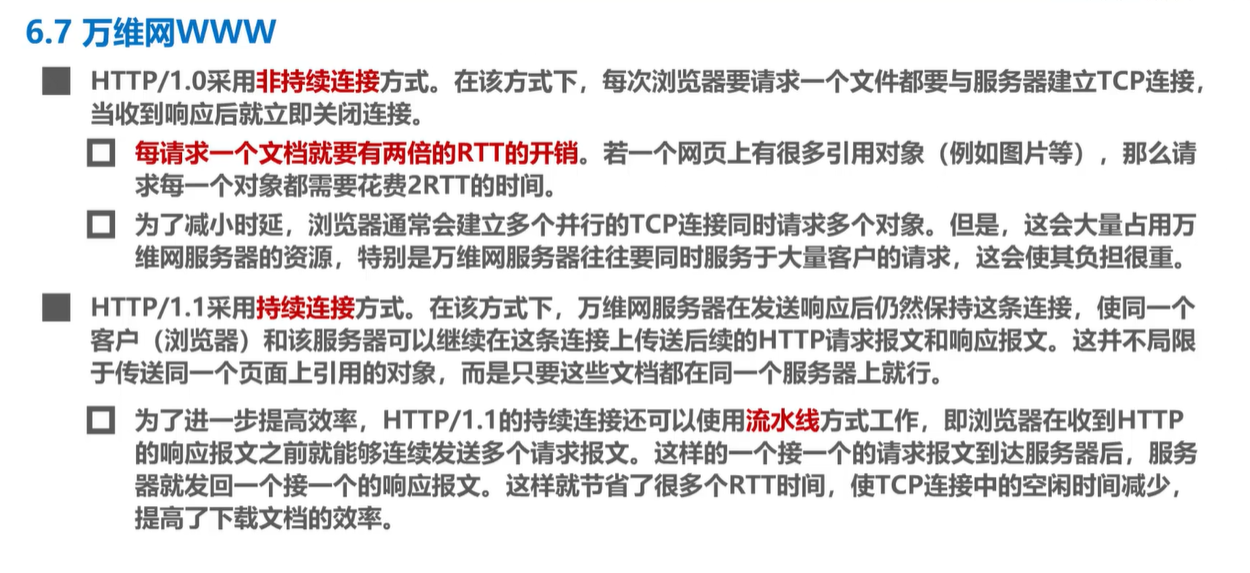 6.7 万维网WWW
HTTP/1.0采用非持续连接方式。在该方式下，每次浏览器要请求一个文件都要与服务器建立TCP连接，
当收到响应后就立即关闭连接。
每请求一个文档就要有两倍的RTT的开销。若一个网页上有很多引用对象（例如图片等），那么请
求每一个对象都需要花费2RTT的时间。
为了减小时延，浏览器通常会建立多个并行的TCP连接同时请求多个对象。但是，这会大量占用万
维网服务器的资源，特别是万维网服务器往往要同时服务于大量客户的请求，这会使其负担很重。
HTTP/1.1采用持续连接方式。在该方式下，万维网服务器在发送响应后仍然保持这条连接，使同一个
客户（浏览器）和该服务器可以继续在这条连接上传送后续的HTTP请求报文和响应报文。这并不局限
于传送同一个页面上引用的对象，而是只要这些文档都在同一个服务器上就行。
为了进一步提高效率，HTTP/1.1的持续连接还可以使用流水线方式工作，即浏览器在收到HTTP
的响应报文之前就能够连续发送多个请求报文。这样的一个接一个的请求报文到达服务器后，服务
器就发回一个接一个的响应报文。这样就节省了很多个RTT时间，使TCP连接中的空闲时间减少，
提高了下载文档的效率。